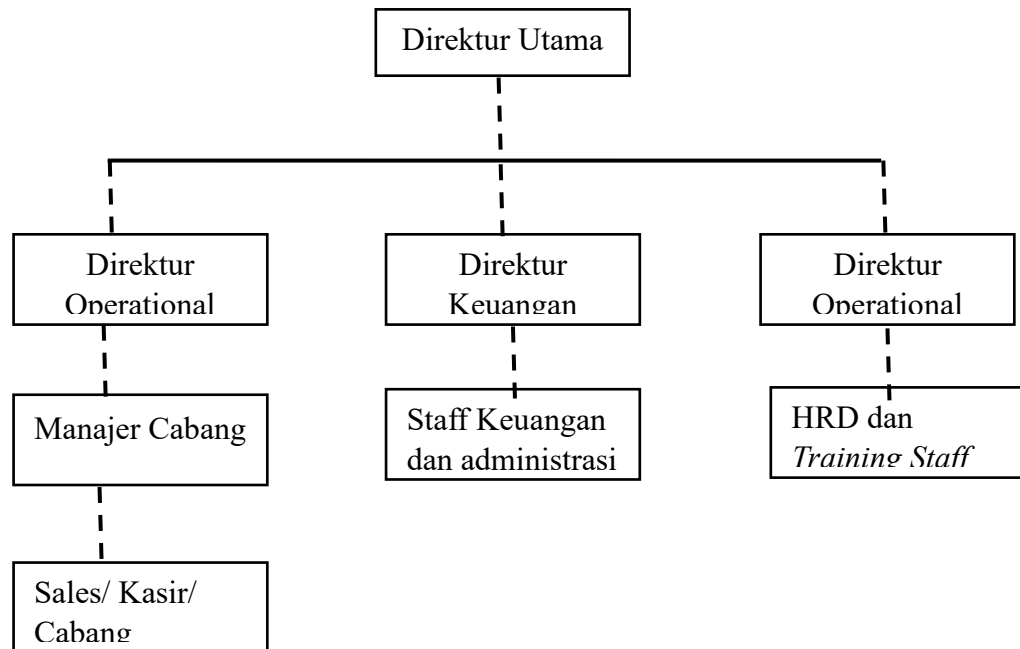 Direktur Utama
Direktur
Operational
Direktur
Keuangan
Direktur
Operational
Manajer Cabang
Staff Keuangan
dan administrasi
HRD dan
Training Staff
Sales/ Kasir/
Cabang